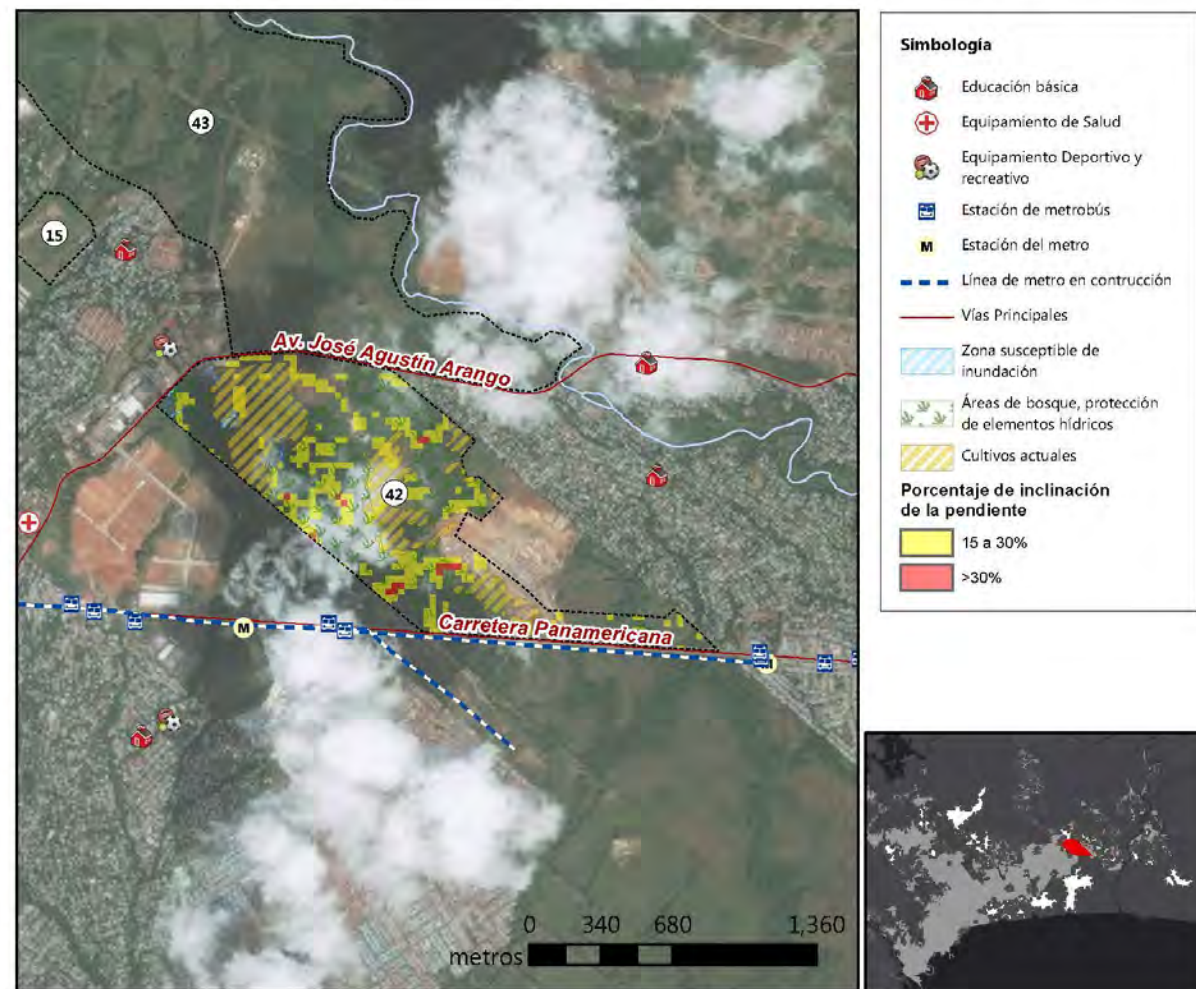 43
15
Av. José Agustín Arango
42
M
Carretera Panamericana
0 340 680 1,360
metros
Simbología
Educación básica
Equipamiento de Salud
Equipamiento Deportivo y
recreativo
Estación de metrobús
M
Estación del metro
Línea de metro en contrucción
Vías Principales
Zona susceptible de
inundación
Áreas de bosque, protección
de elementos hídricos
Cultivos actuales
Porcentaje de inclinación
de la pendiente
15 a 30%
>30%